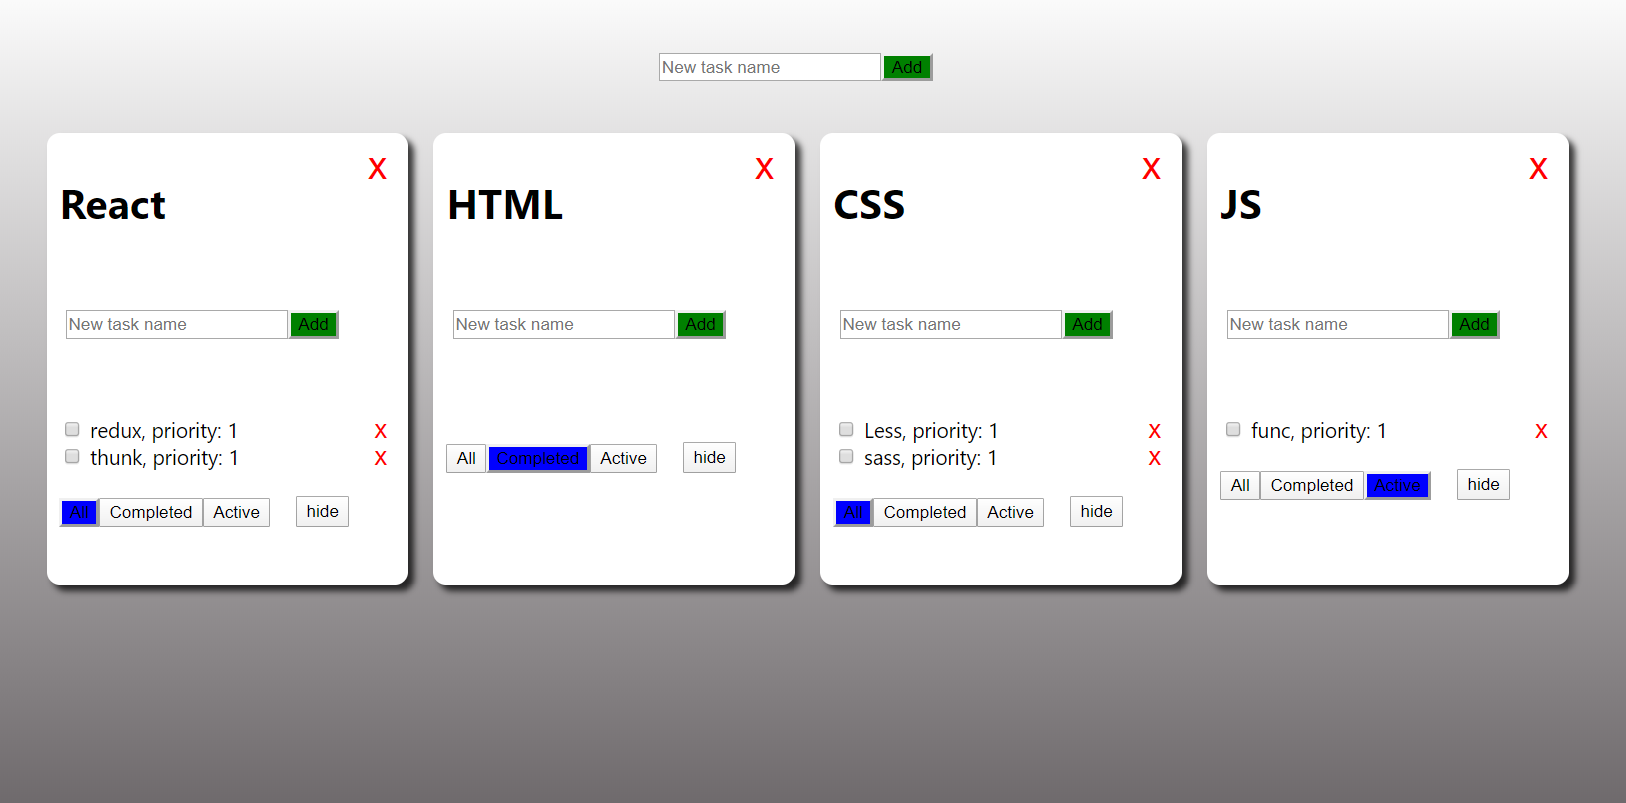 New task name Add
X
React
New task name Add
redux, priority: 1 X
thunk, priority: 1 X
All Completed Active hide
X
HTML
New task name Add
All Completed Active hide
X
CSS
New task name Add
Less, priority: 1 X
sass, priority: 1 X
All Completed Active hide
X
JS
New task name Add
func, priority: 1 X
All Completed Active hide